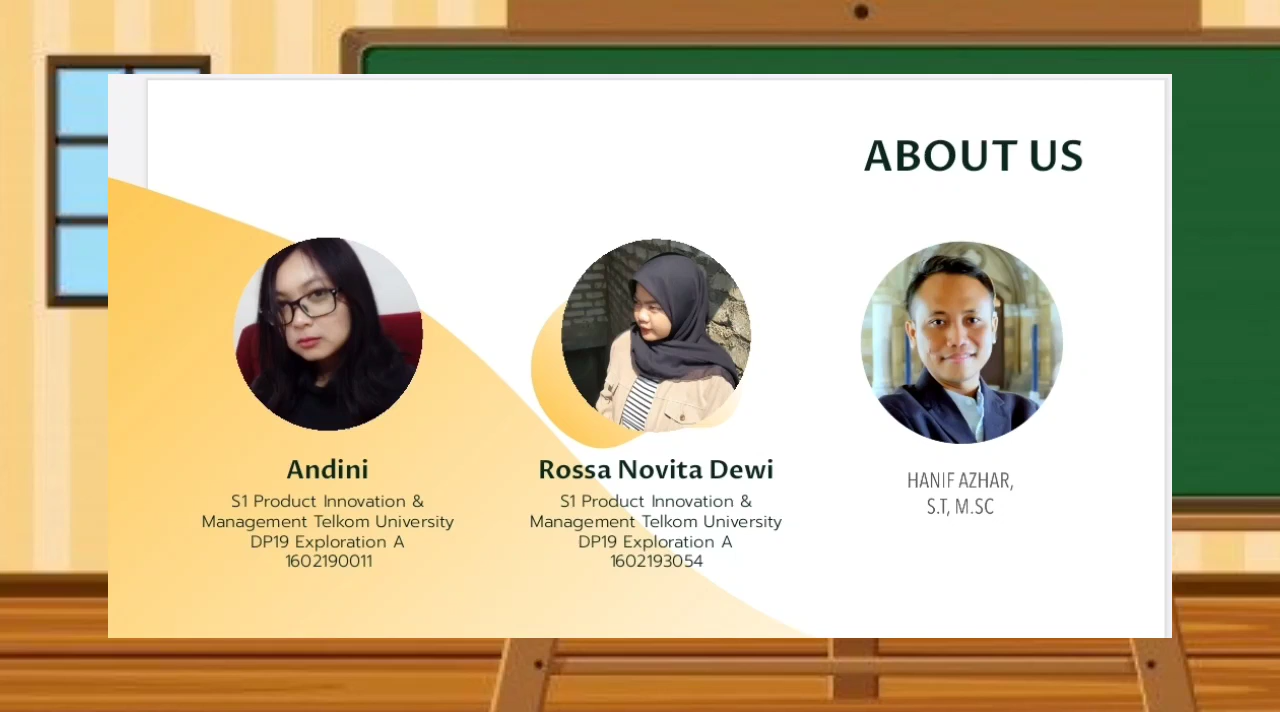 ABOUT US
Andini
S1 Product Innovation &
Management Telkom University
DP19 Exploration A
1602190011
Rossa Novita Dewi
S1 Product Innovation &
Management Telkom University
DP19 Exploration A
1602193054
HANIF AZHAR,
S.T, M.SC